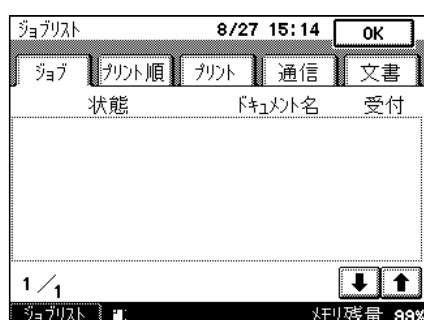 ｼﾞｮﾌﾞﾘｽﾄ 8/27 15:14 OK
ｼﾞｮﾌﾞ ﾌﾟﾘﾝﾄ順 ﾌﾟﾘﾝﾄ 通信 文書
状態 ﾄﾞｷｭﾒﾝﾄ名 受付
1/1
ｼﾞｮﾌﾞﾘｽﾄ ﾒﾓﾘ残量 99%